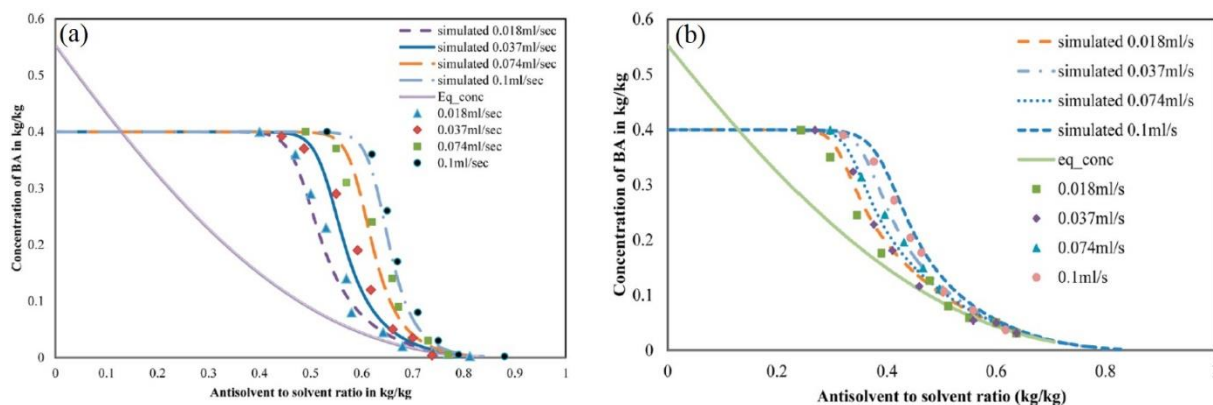 (a)
simulated 0.018ml/sec
simulated 0.037ml/sec
simulated 0.074ml/sec
simulated 0.1ml/sec
Eq_conc
0.018ml/sec
0.037ml/sec
0.074ml/sec
0.1ml/sec
Concentration of BA in kg/kg
0.6
0.5
0.4
0.3
0.2
0.1
0
0 0.1 0.2 0.3 0.4 0.5 0.6 0.7 0.8 0.9 1
Antisolvent to solvent ratio in kg/kg
(b)
simulated 0.018ml/s
simulated 0.037ml/s
simulated 0.074ml/s
simulated 0.1ml/s
eq_conc
0.018ml/s
0.037ml/s
0.074ml/s
0.1ml/s
Concentration of BA in kg/kg
0.6
0.5
0.4
0.3
0.2
0.1
0
0 0.2 0.4 0.6 0.8
Antisolvent to solvent ratio (kg/kg)